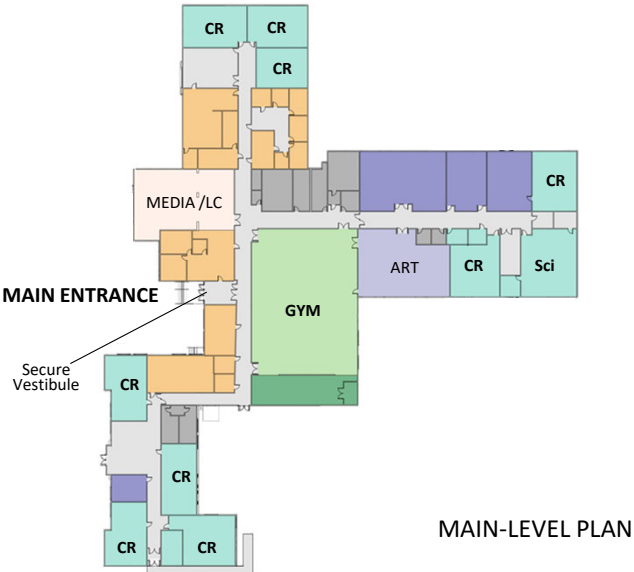 CR
CR
CR
MEDIA /LC
CR
ART
CR
Sci
MAIN ENTRANCE
GYM
Secure
Vestibule
CR
CR
CR
CR
MAIN-LEVEL PLAN